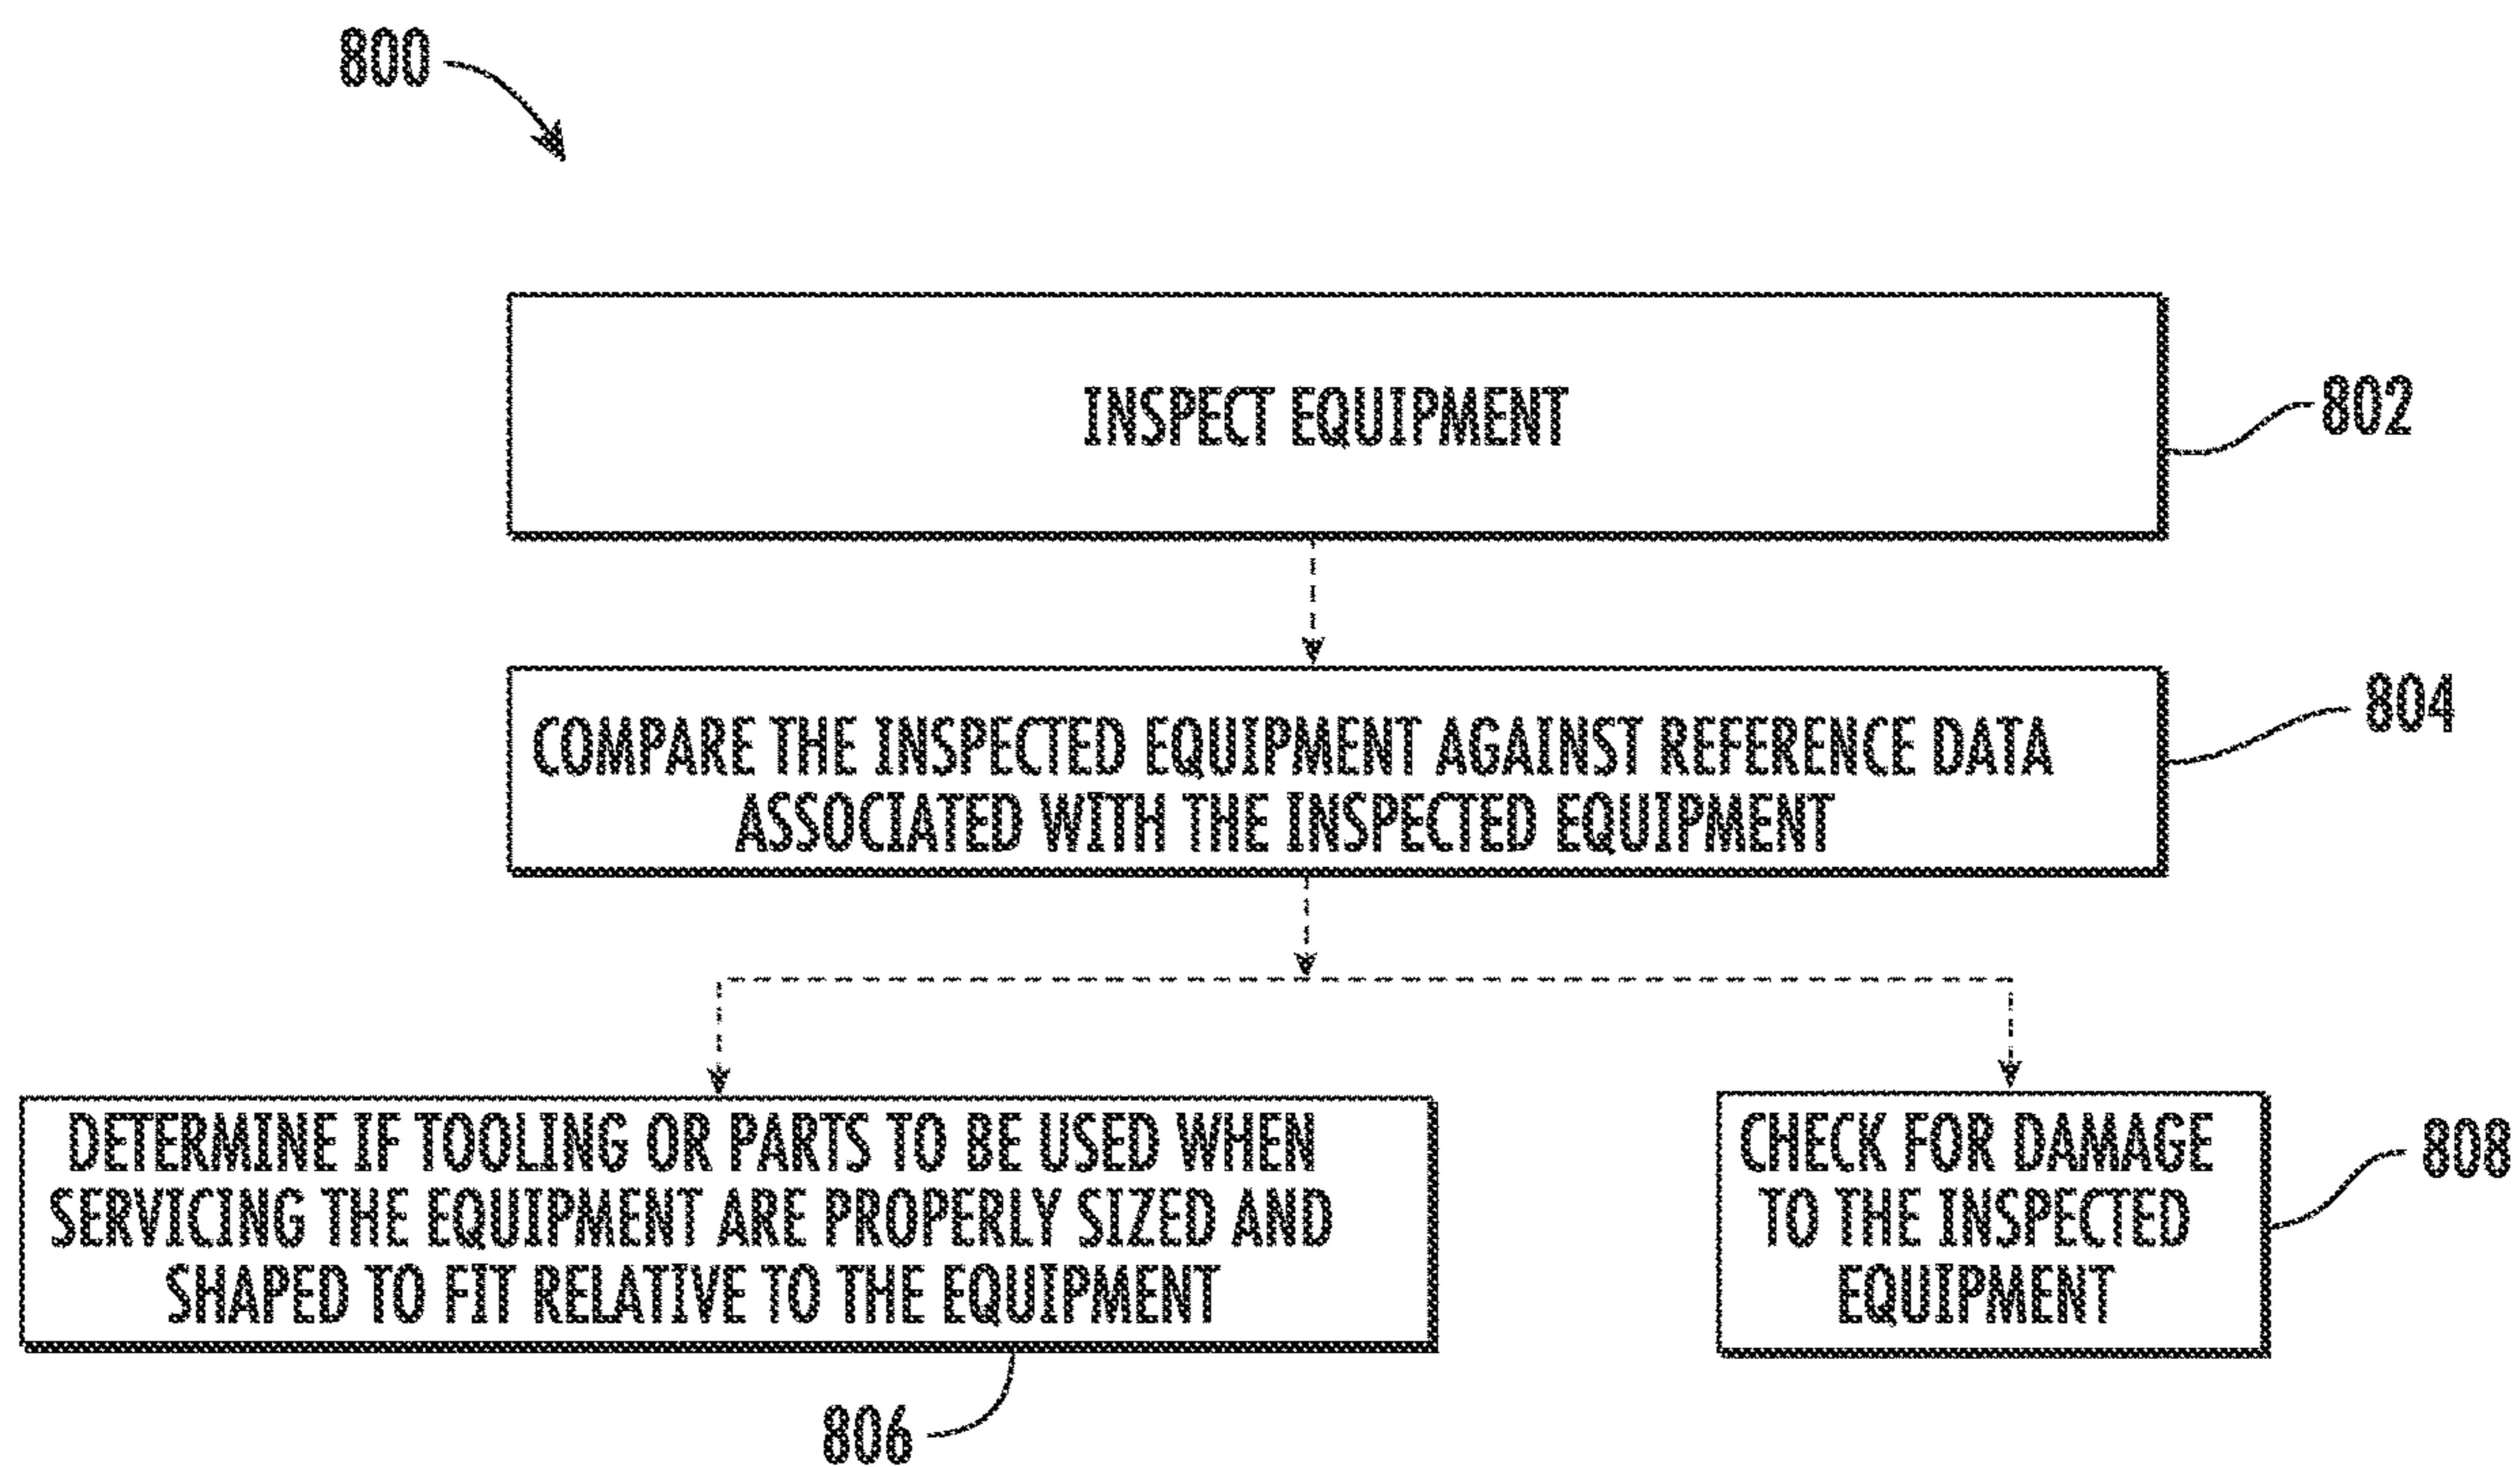 800
INSPECT EQUIPMENT
802
COMPARE THE INSPECTED EQUIPMENT AGAINST REFERENCE DATA
ASSOCIATED WITH THE INSPECTED EQUIPMENT
804
DETERMINE IF TOOLING OR PARTS TO BE USED WHEN
SERVICING THE EQUIPMENT ARE PROPERLY SIZED AND
SHAPED TO FIT RELATIVE TO THE EQUIPMENT
806
CHECK FOR DAMAGE
TO THE INSPECTED
EQUIPMENT
808